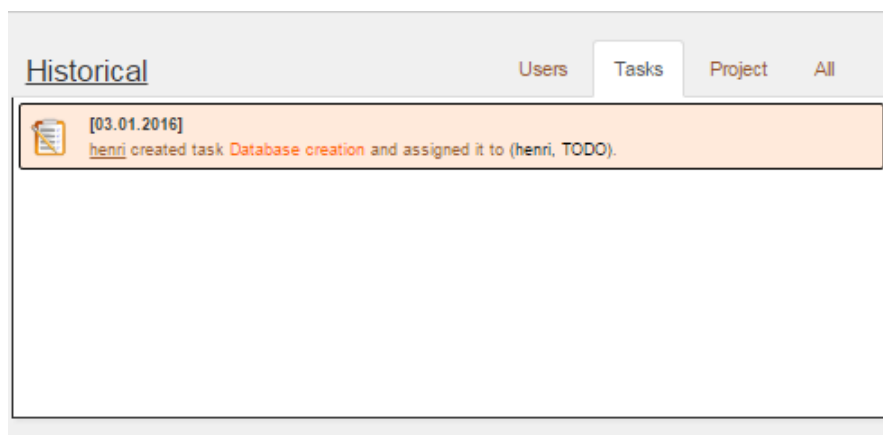 Historical
Users Tasks Project All
[03.01.2016]
henri created task Database creation and assigned it to (henri, TODO).